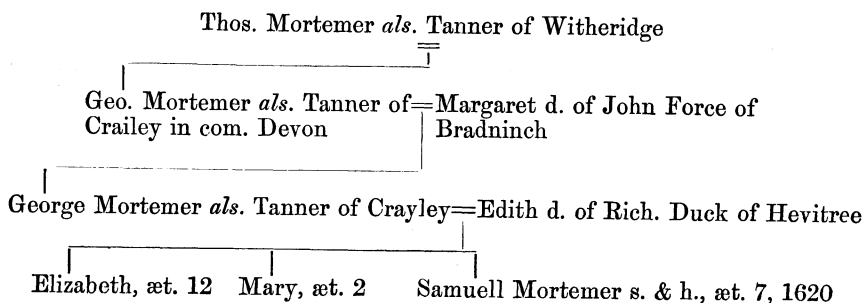 Thos. Mortemer als. Tanner of Witheridge
Geo. Mortemer als. Tanner of=Margaret d. of John Force of
Crailey in com. Devon Bradninch
George Mortemer als. Tanner of Crayley=Edith d. of Rich. Duck of Hevitree
Elizabeth, æt. 12 Mary, æt. 2 Samuell Mortemer s. & h., æt. 7, 1620